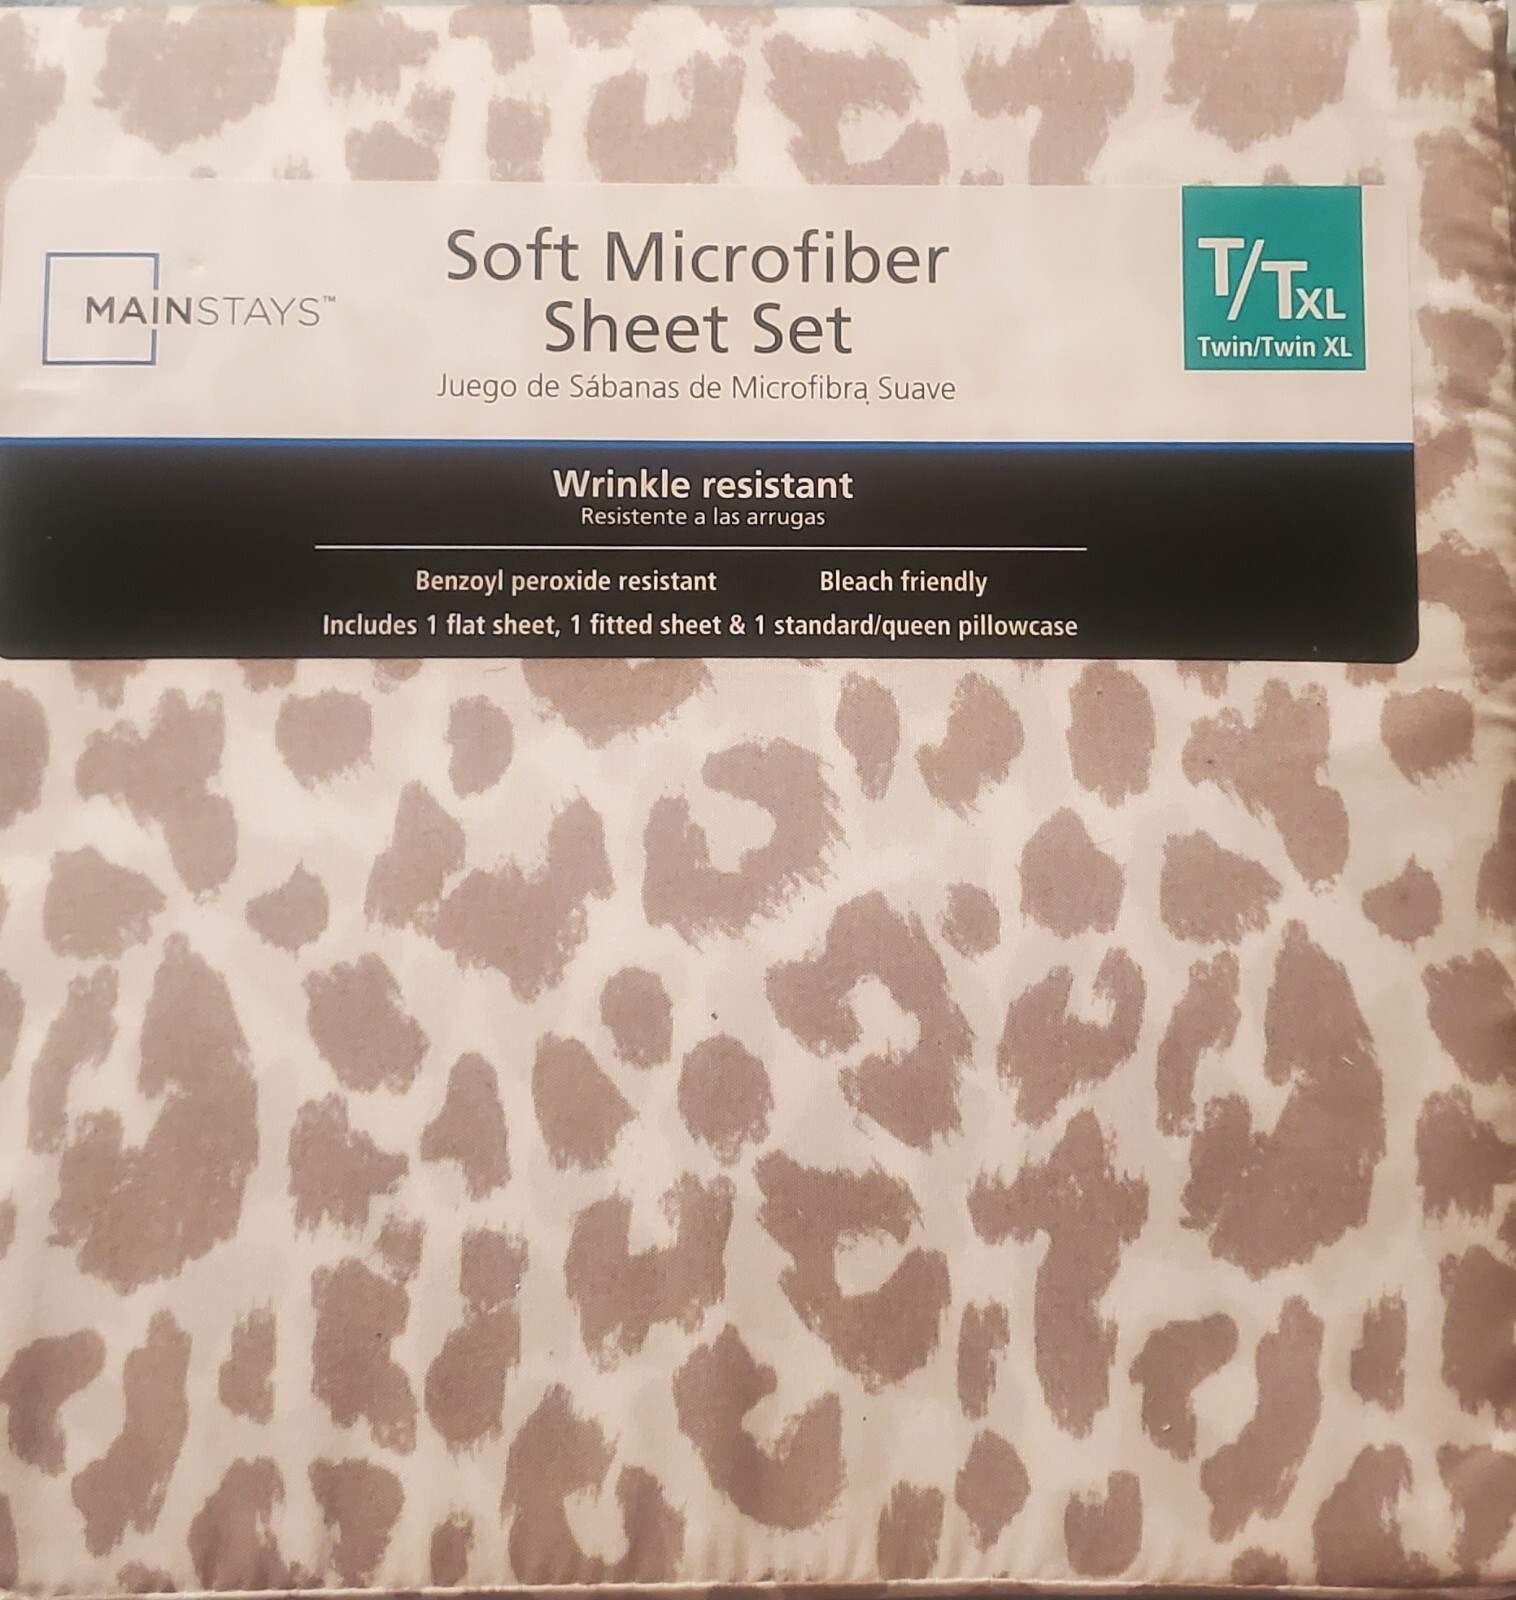 MAINSTAYS™
Soft Microfiber
Sheet Set
Juego de Sábanas de Microfibra Suave
T/TXL
Twin/Twin XL
Wrinkle resistant
Resistente a las arrugas
Benzoyl peroxide resistant Bleach friendly
Includes 1 flat sheet, 1 fitted sheet & 1 standard/queen pillowcase